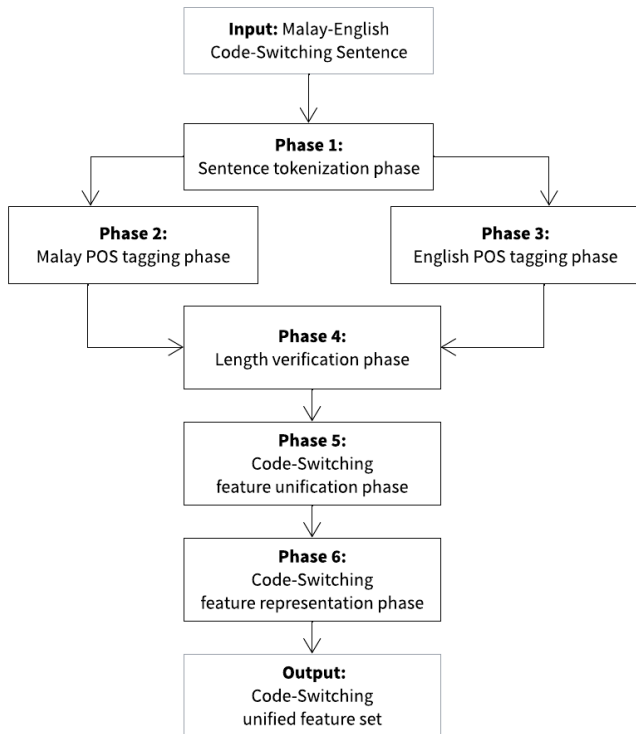 Input: Malay-English
Code-Switching Sentence
Phase 1:
Sentence tokenization phase
Phase 2:
Malay POS tagging phase
Phase 3:
English POS tagging phase
Phase 4:
Length verification phase
Phase 5:
Code-Switching
feature unification phase
Phase 6:
Code-Switching
feature representation phase
Output:
Code-Switching
unified feature set